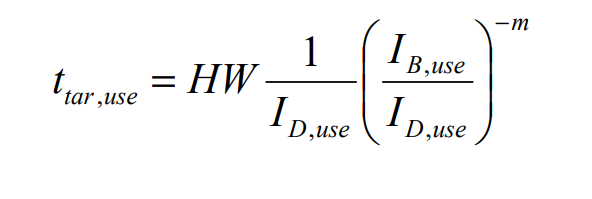 t_{tar,use} = HW \frac{1}{I_{D,use}} \left( \frac{I_{B,use}}{I_{D,use}} \right)^{-m}